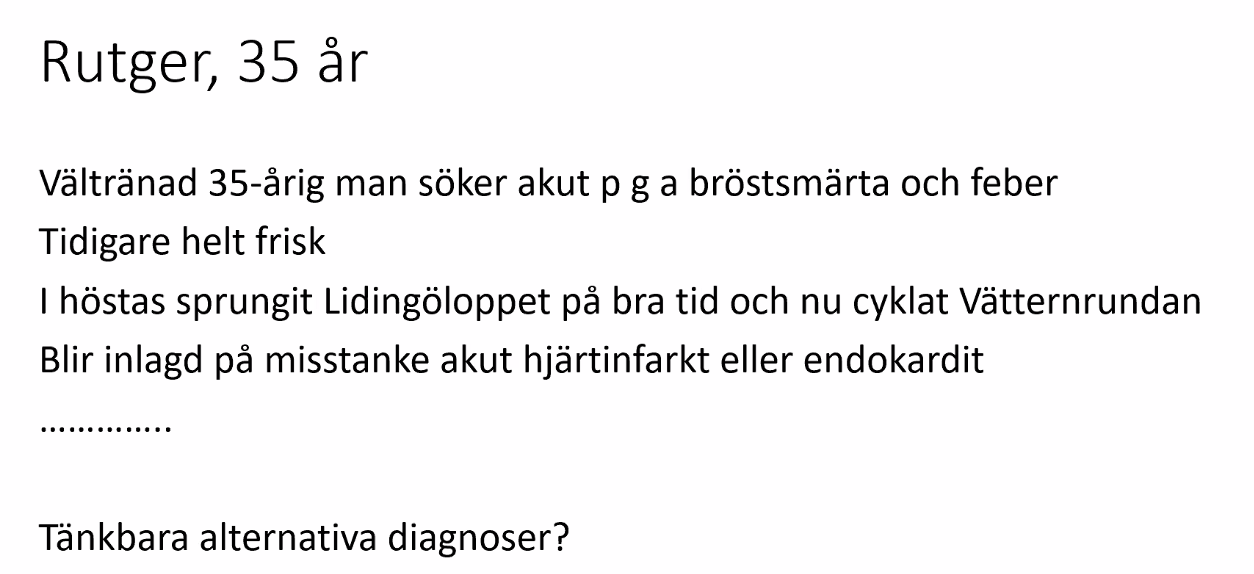 Rutger, 35 år
Vältränad 35-årig man söker akut p g a bröstsmärta och feber
Tidigare helt frisk
I höstas sprungit Lidingöloppet på bra tid och nu cyklat Vätternrundan
Blir inlagd på misstanke akut hjärtinfarkt eller endokardit
…………..
Tänkbara alternativa diagnoser?